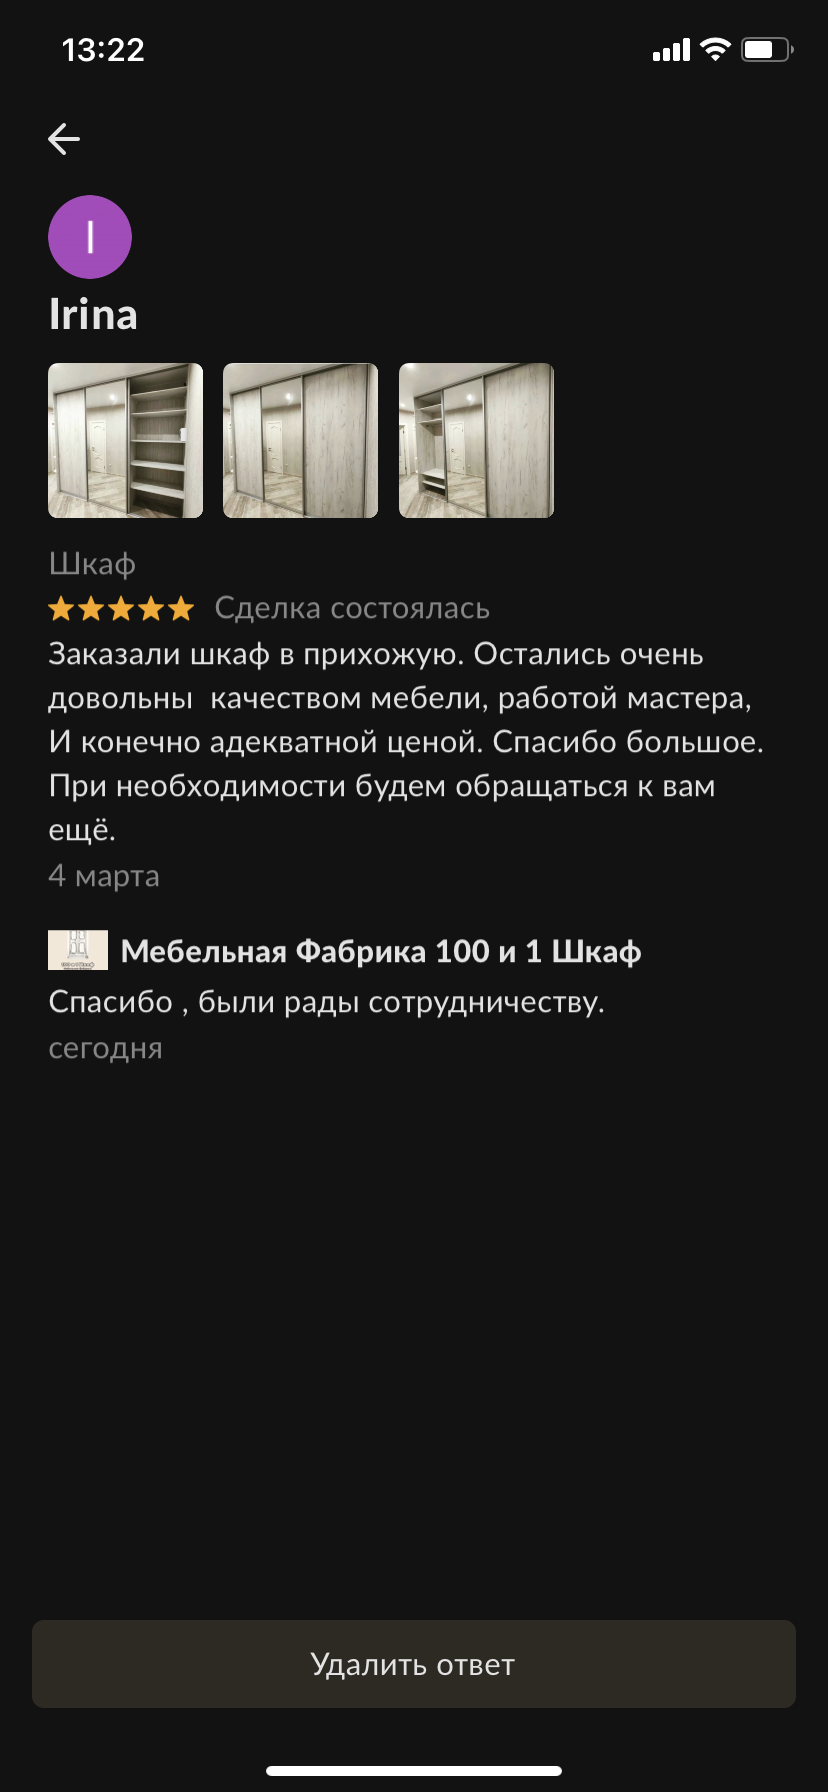 13:22
I
Irina
Шкаф
Сделка состоялась
Заказали шкаф в прихожую. Остались очень
довольны  качеством мебели, работой мастера,
И конечно адекватной ценой. Спасибо большое.
При необходимости будем обращаться к вам
ещё.
4 марта
Мебельная Фабрика 100 и 1 Шкаф
Спасибо , были рады сотрудничеству.
сегодня
Удалить ответ